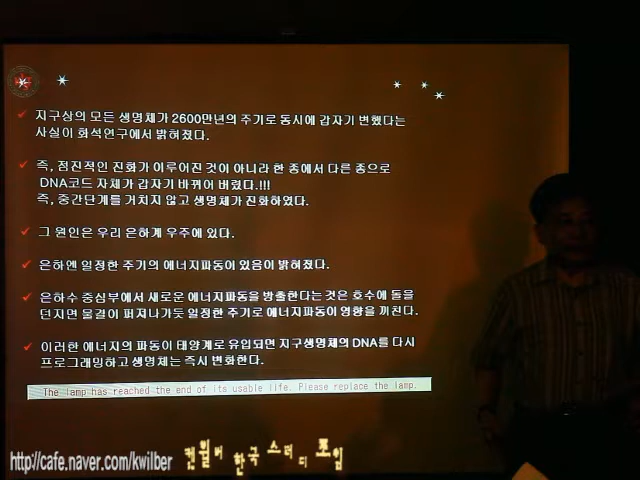 지구상의 모든 생명체가 2600만년의 주기로 동시에 갑자기 변했다는
사실이 화석연구에서 밝혀졌다.
즉, 점진적인 진화가 이루어진 것이 아니라 한 종에서 다른 종으로
DNA코드 자체가 갑자기 바뀌어 버렸다.!!!
즉, 중간단계를 거치지 않고 생명체가 진화하였다.
그 원인은 우리 은하계 우주에 있다.
은하엔 일정한 주기의 에너지파동이 있음이 밝혀졌다.
은하수 중심부에서 새로운 에너지파동을 방출한다는 것은 호수에 돌을
던지면 물결이 퍼져나가듯 일정한 주기로 에너지파동이 영향을 끼친다.
이러한 에너지의 파동이 태양계로 유입되면 지구생명체의 DNA를 다시
프로그래밍하고 생명체는 즉시 변화한다.
The lamp has reached the end of its usable life. Please replace the lamp.
http://cafe.naver.com/kwilber 켄윌버 한국 스터디 모임